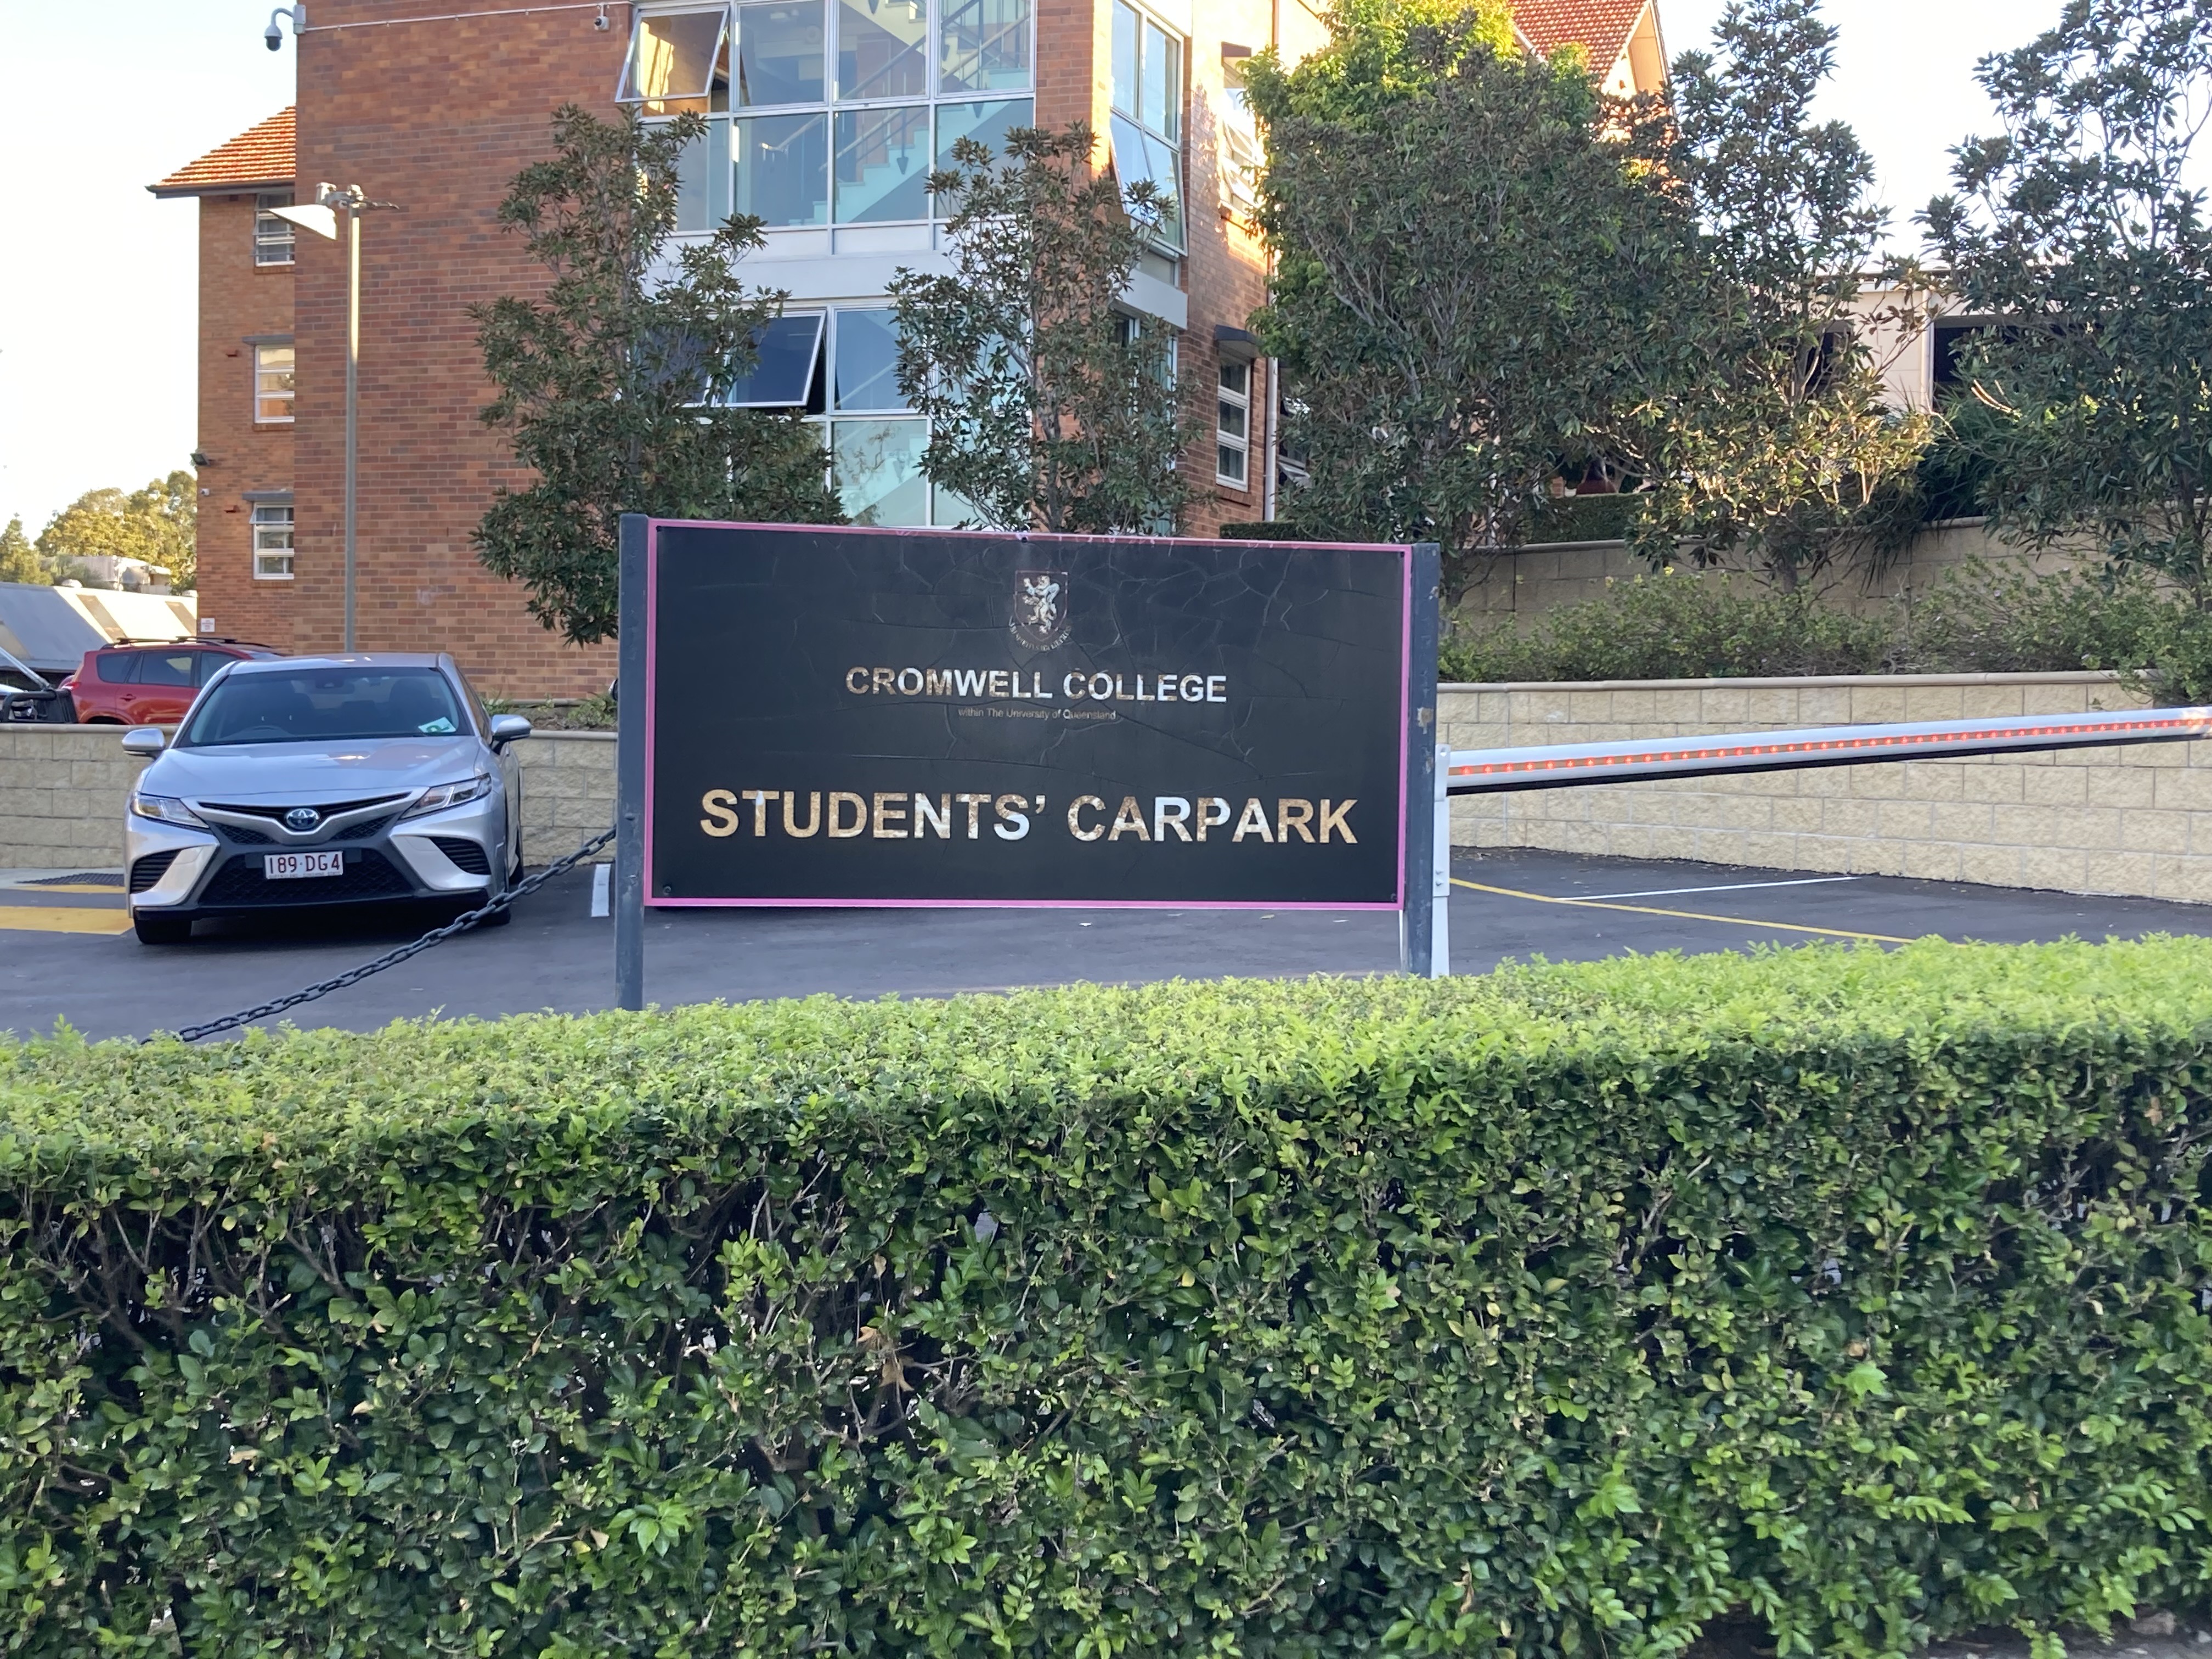 CROMWELL COLLEGE
within The University of Queensland
STUDENTS’ CARPARK
189·DG4